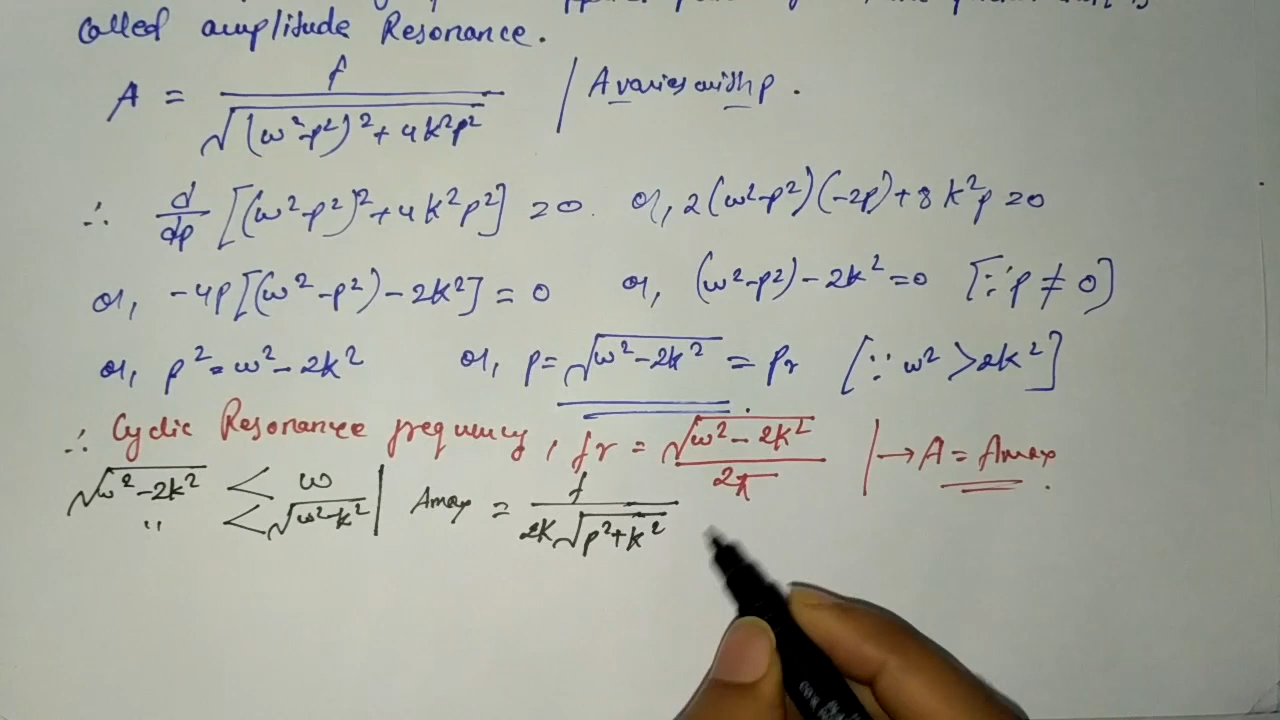 called amplitude Resonance.
A = f / √((ω²-p²)² + 4k²p²) | A varies with p.
∴ d/dp [(ω²-p²)² + 4k²p²] = 0. or, 2(ω²-p²)(-2p) + 8k²p = 0
or, -4p[(ω²-p²) - 2k²] = 0 or, (ω²-p²) - 2k² = 0 [∵ p ≠ 0]
or, p² = ω² - 2k² or, p = √(ω² - 2k²) = pr [∵ ω² > 2k²]
∴ Cyclic Resonance frequency, fr = √(ω² - 2k²) / 2π | → A = Amax.
√(ω² - 2k²) < ω | Amax = f / 2k√(p² + k²)
" < √(ω² - k²)